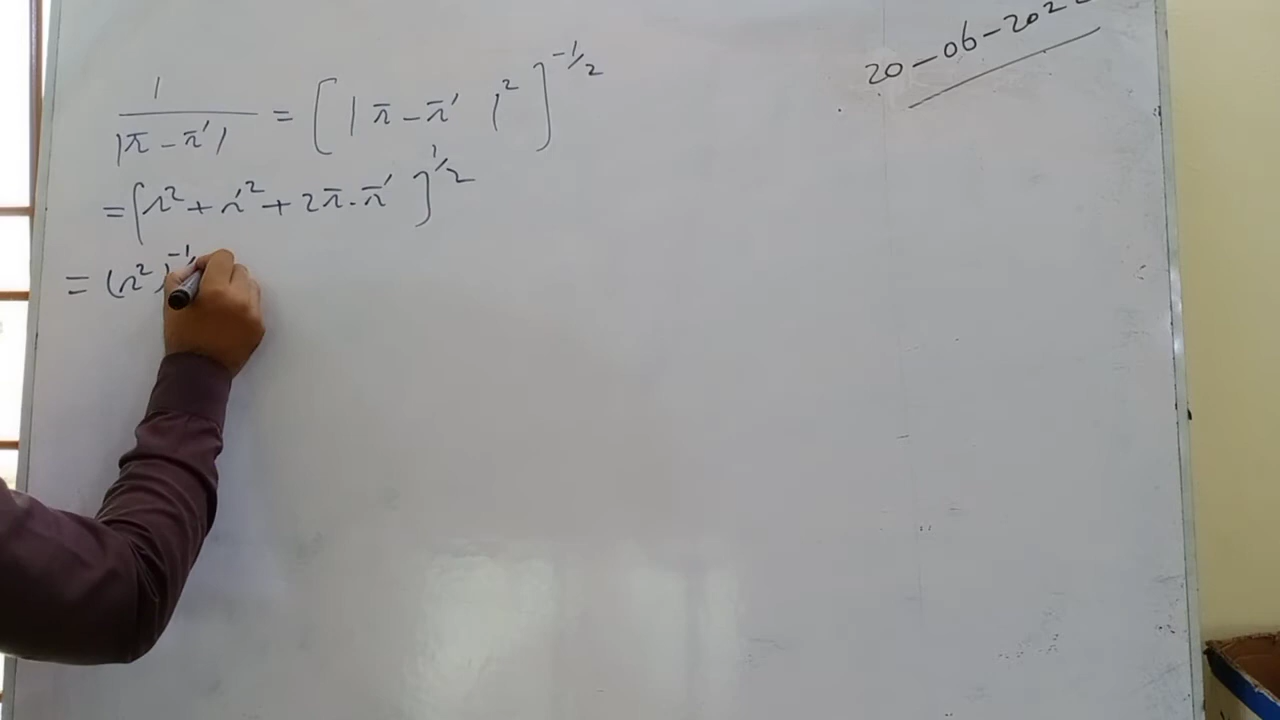 20-06-202
1/|r̄ - r̄′| = [|r̄ - r̄′|²]^-1/2
= [r² + r′² + 2r̄·r̄′]^1/2
= (r²)^-1/